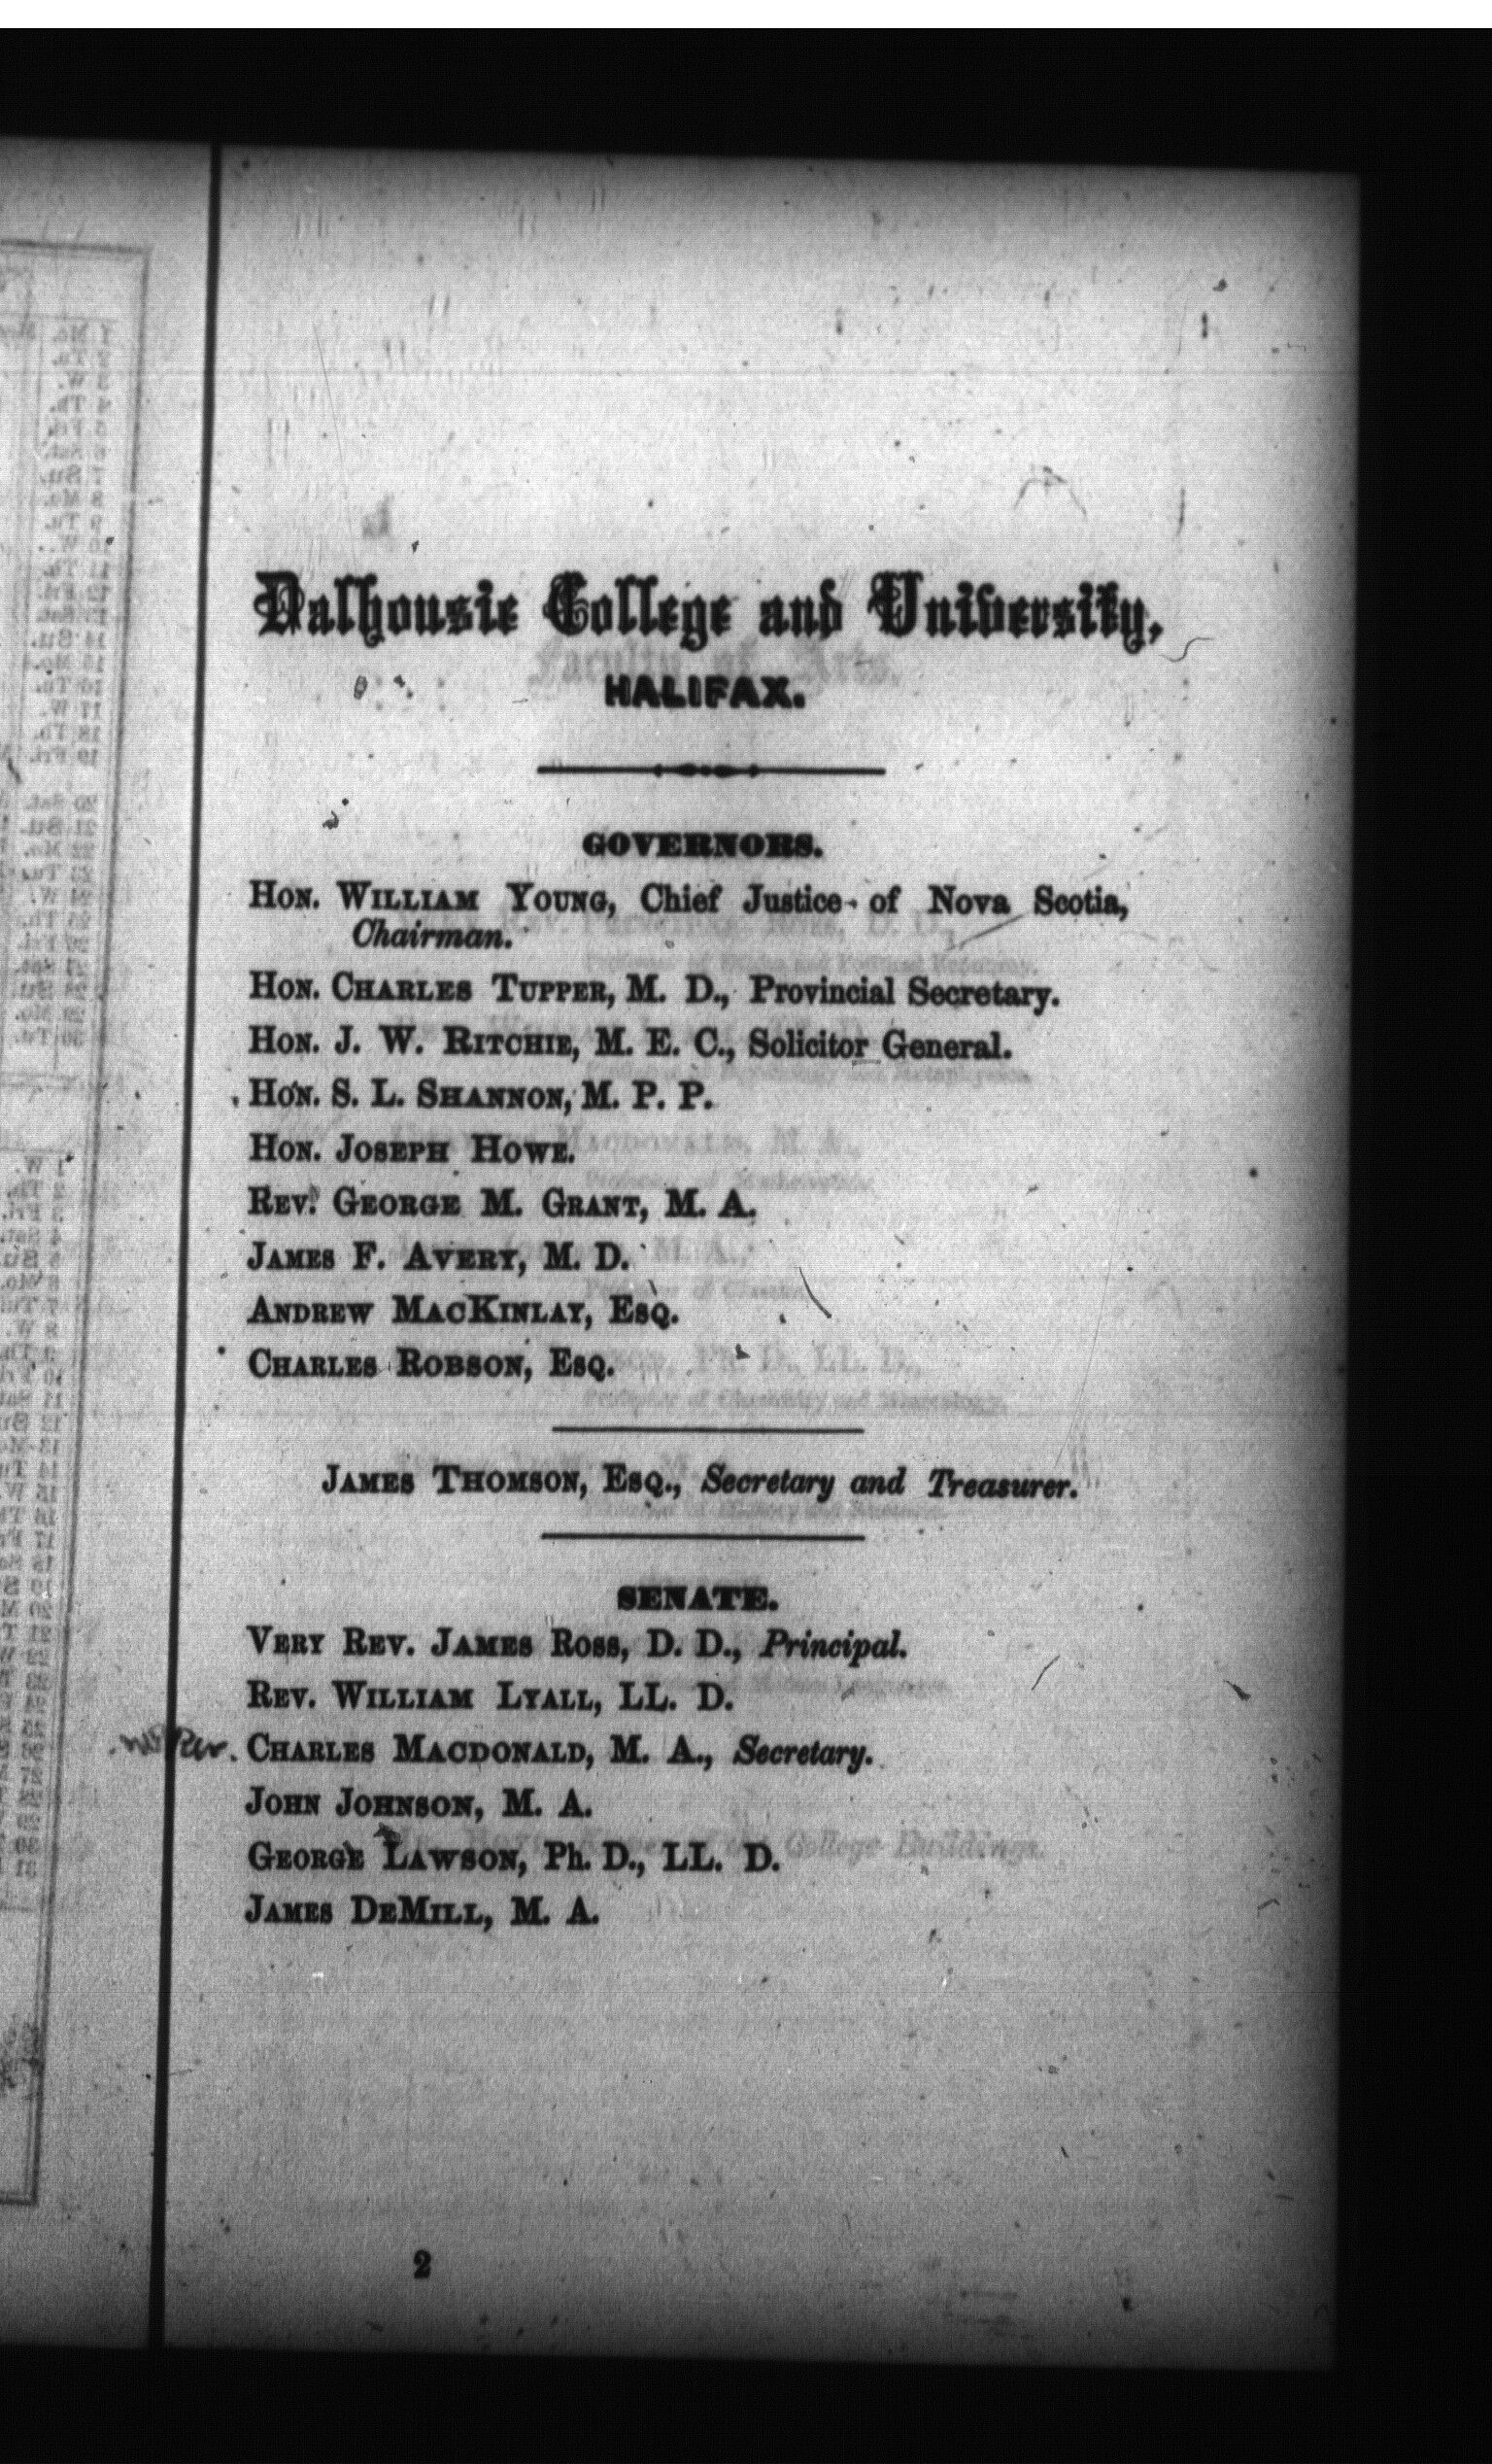 Dalhousie College and University,
HALIFAX.
GOVERNORS.
HON. WILLIAM YOUNG, Chief Justice of Nova Scotia,
Chairman.
HON. CHARLES TUPPER, M. D., Provincial Secretary.
HON. J. W. RITCHIE, M. E. C., Solicitor General.
HON. S. L. SHANNON, M. P. P.
HON. JOSEPH HOWE.
REV. GEORGE M. GRANT, M. A.
JAMES F. AVERY, M. D.
ANDREW MACKINLAY, ESQ.
CHARLES ROBSON, ESQ.
JAMES THOMSON, ESQ., Secretary and Treasurer.
SENATE.
VERY REV. JAMES ROSS, D. D., Principal.
REV. WILLIAM LYALL, LL. D.
CHARLES MACDONALD, M. A., Secretary.
JOHN JOHNSON, M. A.
GEORGE LAWSON, Ph. D., LL. D.
JAMES DEMILL, M. A.
2